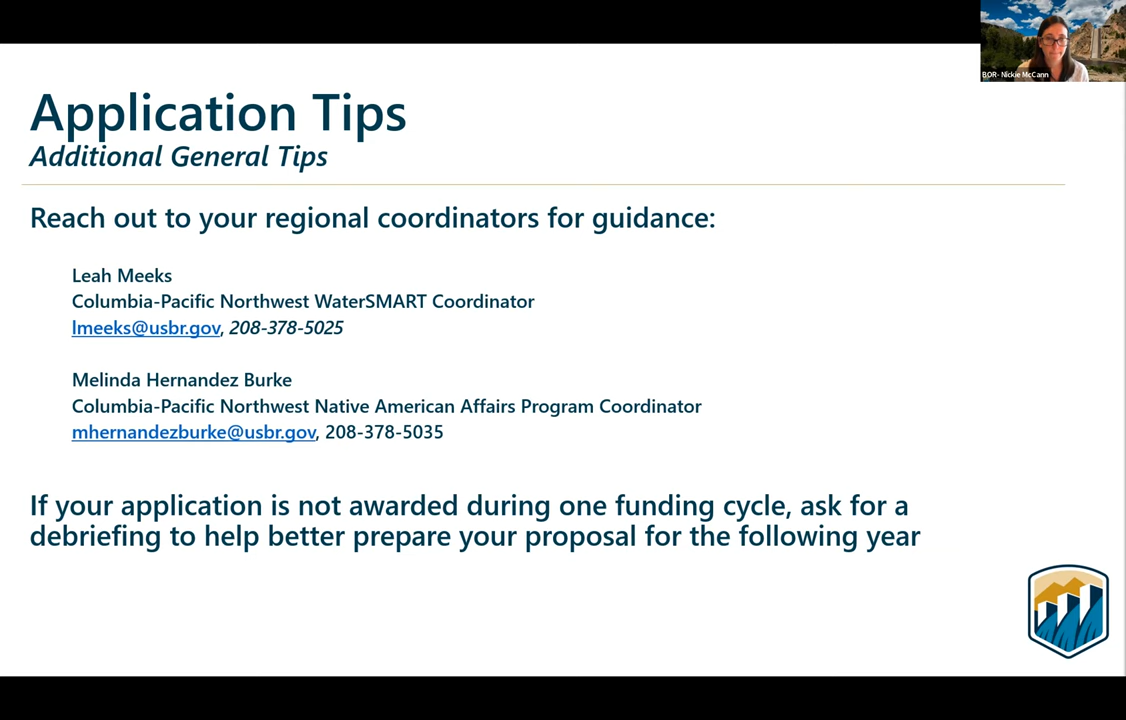 BOR- Nickie McCann
Application Tips
Additional General Tips
Reach out to your regional coordinators for guidance:
Leah Meeks
Columbia-Pacific Northwest WaterSMART Coordinator
lmeeks@usbr.gov, 208-378-5025
Melinda Hernandez Burke
Columbia-Pacific Northwest Native American Affairs Program Coordinator
mhernandezburke@usbr.gov, 208-378-5035
If your application is not awarded during one funding cycle, ask for a
debriefing to help better prepare your proposal for the following year